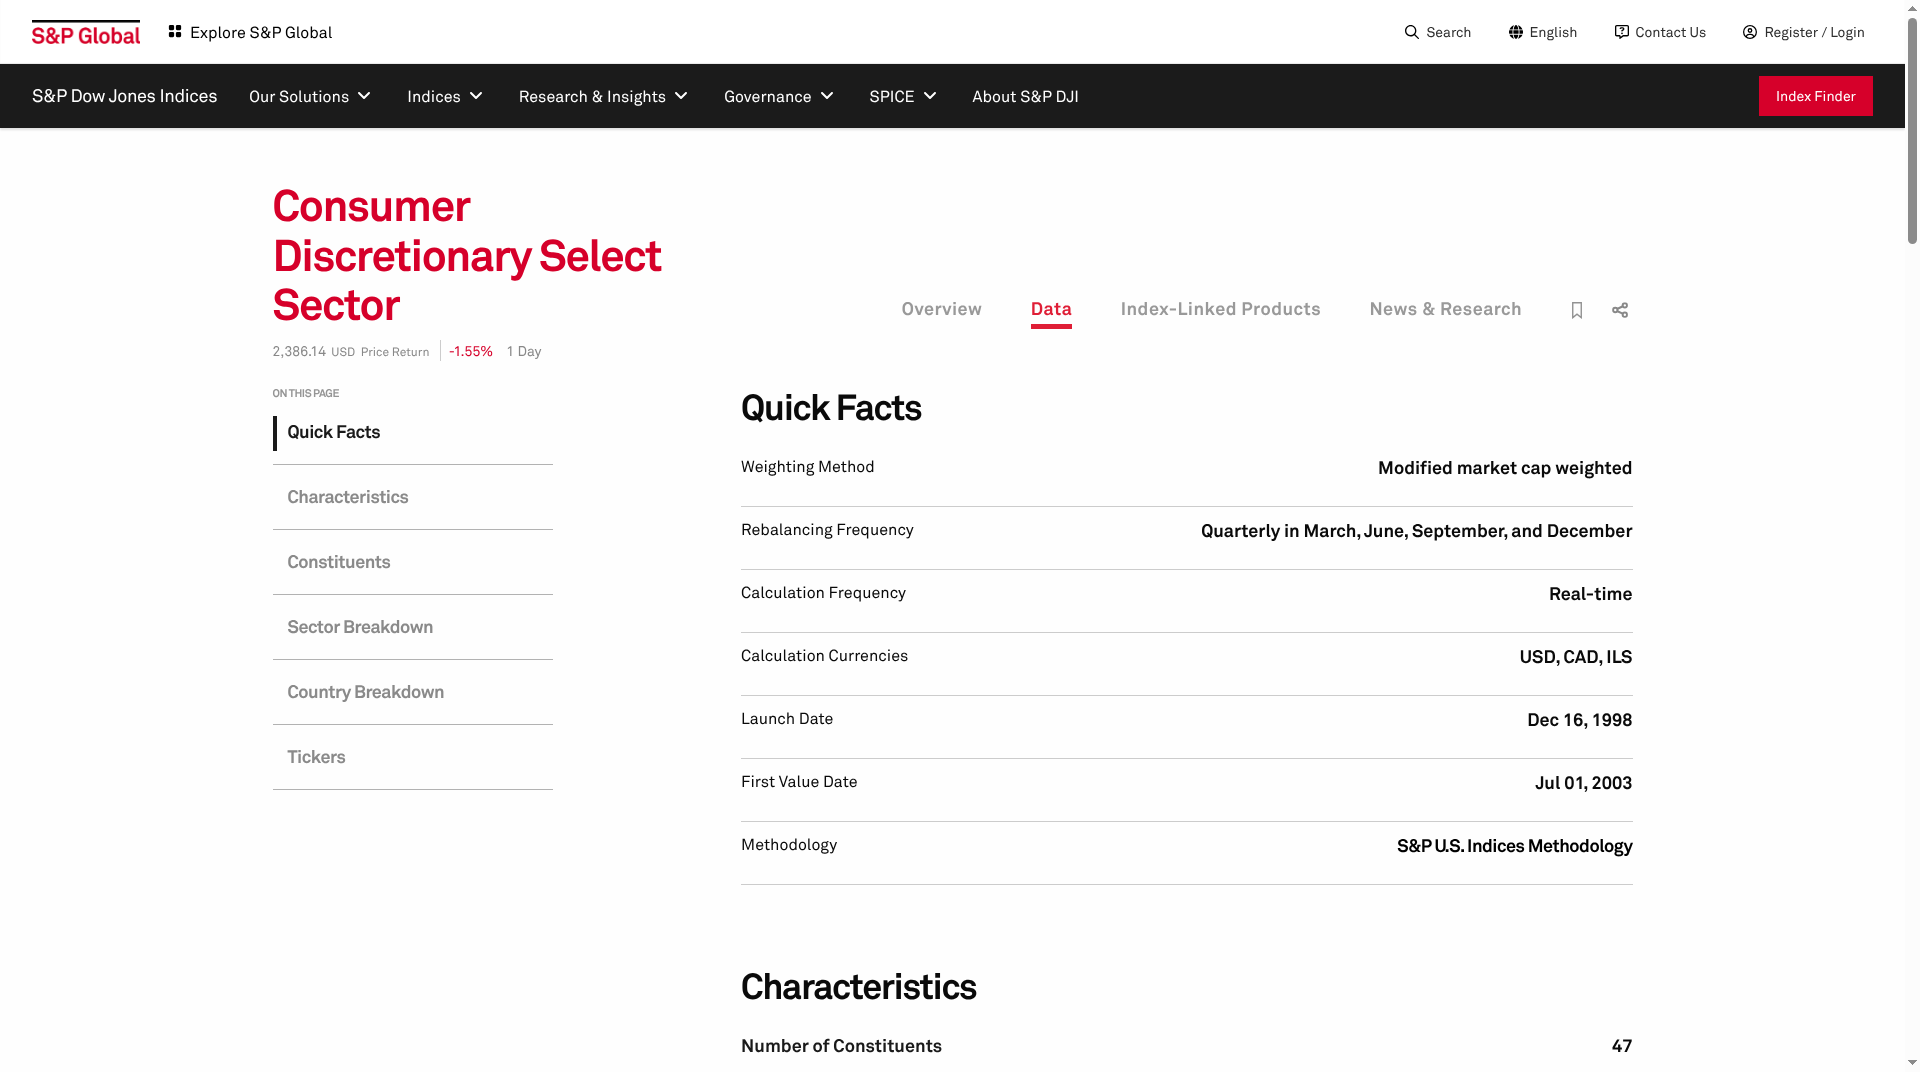 S&P Global
Explore S&P Global
Search
English
Contact Us
Register / Login
S&P Dow Jones Indices
Our Solutions
Indices
Research & Insights
Governance
SPICE
About S&P DJI
Index Finder
Consumer
Discretionary Select
Sector
2,386.14 USD Price Return -1.55% 1 Day
Overview
Data
Index-Linked Products
News & Research
ON THIS PAGE
Quick Facts
Characteristics
Constituents
Sector Breakdown
Country Breakdown
Tickers
Quick Facts
Weighting Method Modified market cap weighted
Rebalancing Frequency Quarterly in March, June, September, and December
Calculation Frequency Real-time
Calculation Currencies USD, CAD, ILS
Launch Date Dec 16, 1998
First Value Date Jul 01, 2003
Methodology S&P U.S. Indices Methodology
Characteristics
Number of Constituents 47